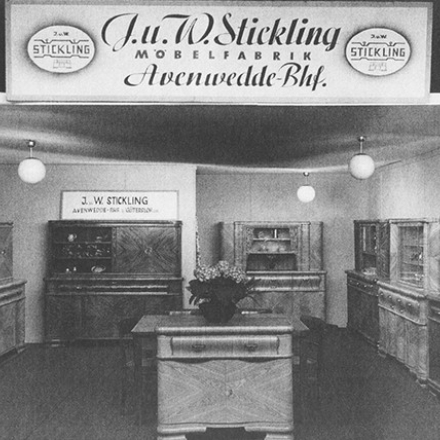 J.u.W. Stickling
MÖBELFABRIK
Avenwedde-Bhf.
J.u.W
STICKLING
J.u.W
STICKLING
J.u.W. STICKLING
AVENWEDDE-BHF